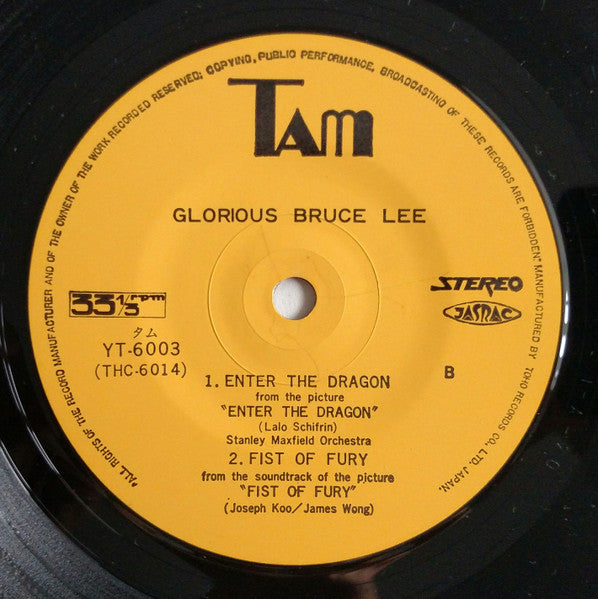 "ALL RIGHTS OF THE RECORD MANUFACTURER AND OF THE OWNER OF THE WORK RECORDED RESERVED, COPYING, PUBLIC PERFORMANCE, BROADCASTING OF THESE RECORDS ARE FORBIDDEN." MANUFACTURED BY TOHO RECORDS CO., LTD. JAPAN.
TAM
GLORIOUS BRUCE LEE
33 1/3 rpm
STEREO
JASRAC
タム
YT-6003
(THC-6014)
B
1. ENTER THE DRAGON
from the picture
"ENTER THE DRAGON"
(Lalo Schifrin)
Stanley Maxfield Orchestra
2. FIST OF FURY
from the soundtrack of the picture
"FIST OF FURY"
(Joseph Koo/James Wong)